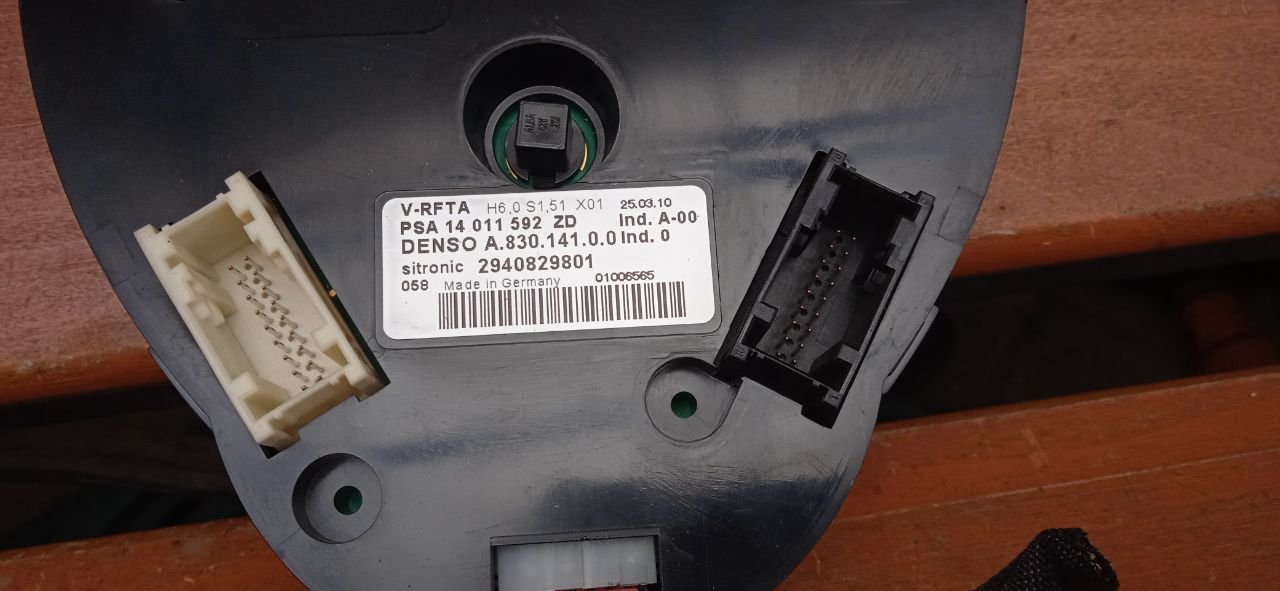 V-RFTA H6,0 S1,51 X01 25.03.10
PSA 14 011 592 ZD Ind. A-00
DENSO A.830.141.0.0 Ind. 0
sitronic 2940829801
058 Made in Germany 01006565